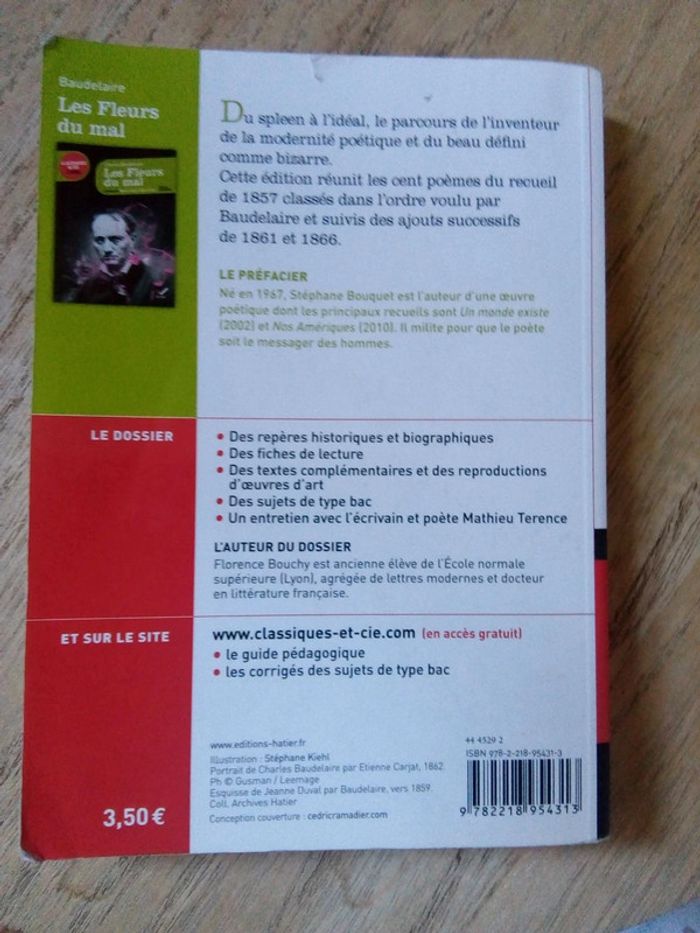 Baudelaire
Les Fleurs
du mal
Les Fleurs
du mal
Du spleen à l'idéal, le parcours de l'inventeur
de la modernité poétique et du beau défini
comme bizarre.
Cette édition réunit les cent poèmes du recueil
de 1857 classés dans l'ordre voulu par
Baudelaire et suivis des ajouts successifs
de 1861 et 1866.
LE PRÉFACIER
Né en 1967, Stéphane Bouquet est l'auteur d'une œuvre
poétique dont les principaux recueils sont Un monde existe
(2002) et Nos Amériques (2010). Il milite pour que le poète
soit le messager des hommes.
LE DOSSIER
• Des repères historiques et biographiques
• Des fiches de lecture
• Des textes complémentaires et des reproductions
d'œuvres d'art
• Des sujets de type bac
• Un entretien avec l'écrivain et poète Mathieu Terence
L'AUTEUR DU DOSSIER
Florence Bouchy est ancienne élève de l'École normale
supérieure (Lyon), agrégée de lettres modernes et docteur
en littérature française.
ET SUR LE SITE
www.classiques-et-cie.com (en accès gratuit)
• le guide pédagogique
• les corrigés des sujets de type bac
www.editions-hatier.fr
Illustration : Stéphane Kiehl
Portrait de Charles Baudelaire par Etienne Carjat, 1862.
Ph © Gusman / Leemage
Esquisse de Jeanne Duval par Baudelaire, vers 1859.
Coll. Archives Hatier
Conception couverture : cedricramadier.com
3,50 €
44 4529 2
ISBN 978-2-218-95431-3
9 782218 954313